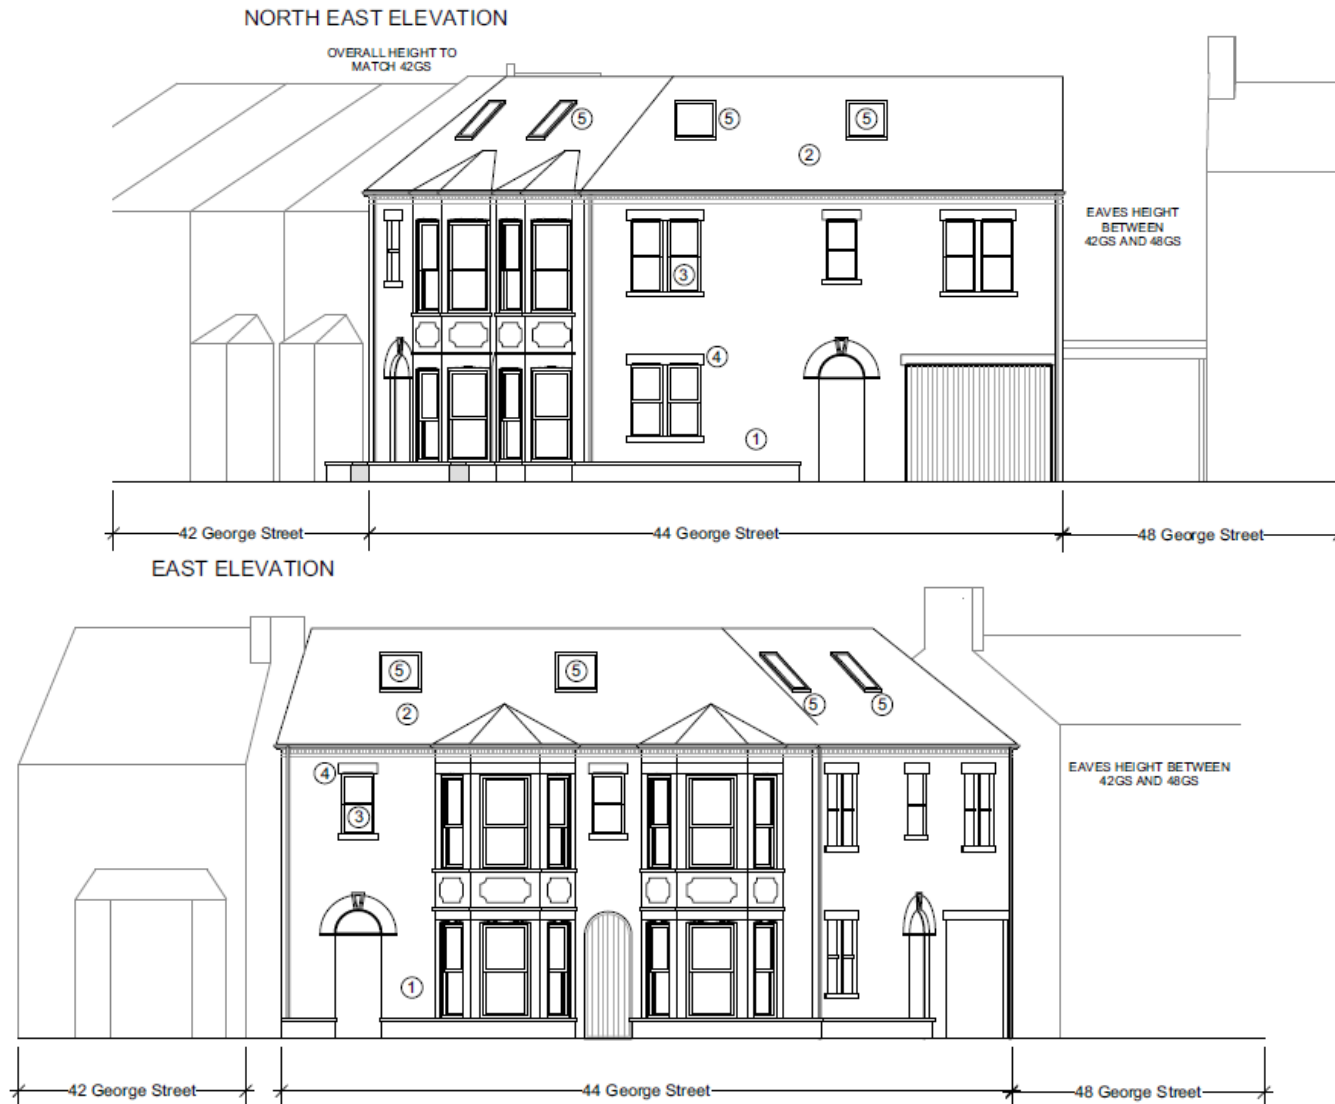 NORTH EAST ELEVATION
OVERALL HEIGHT TO
MATCH 42GS
5
5
5
2
EAVES HEIGHT
BETWEEN
42GS AND 48GS
3
4
1
42 George Street
44 George Street
48 George Street
EAST ELEVATION
5
5
5
5
2
4
3
EAVES HEIGHT BETWEEN
42GS AND 48GS
1
42 George Street
44 George Street
48 George Street